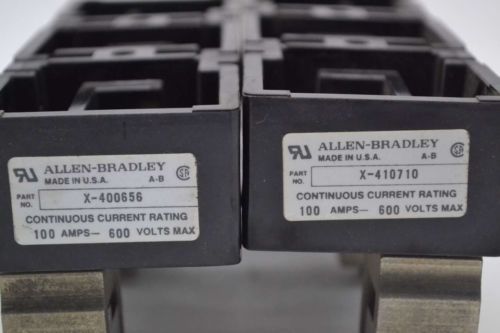 ALLEN-BRADLEY
MADE IN U.S.A. A-B
PART NO. X-400656
CONTINUOUS CURRENT RATING
100 AMPS— 600 VOLTS MAX
ALLEN-BRADLEY
MADE IN U.S.A. A-B
PART NO. X-410710
CONTINUOUS CURRENT RATING
100 AMPS— 600 VOLTS MAX